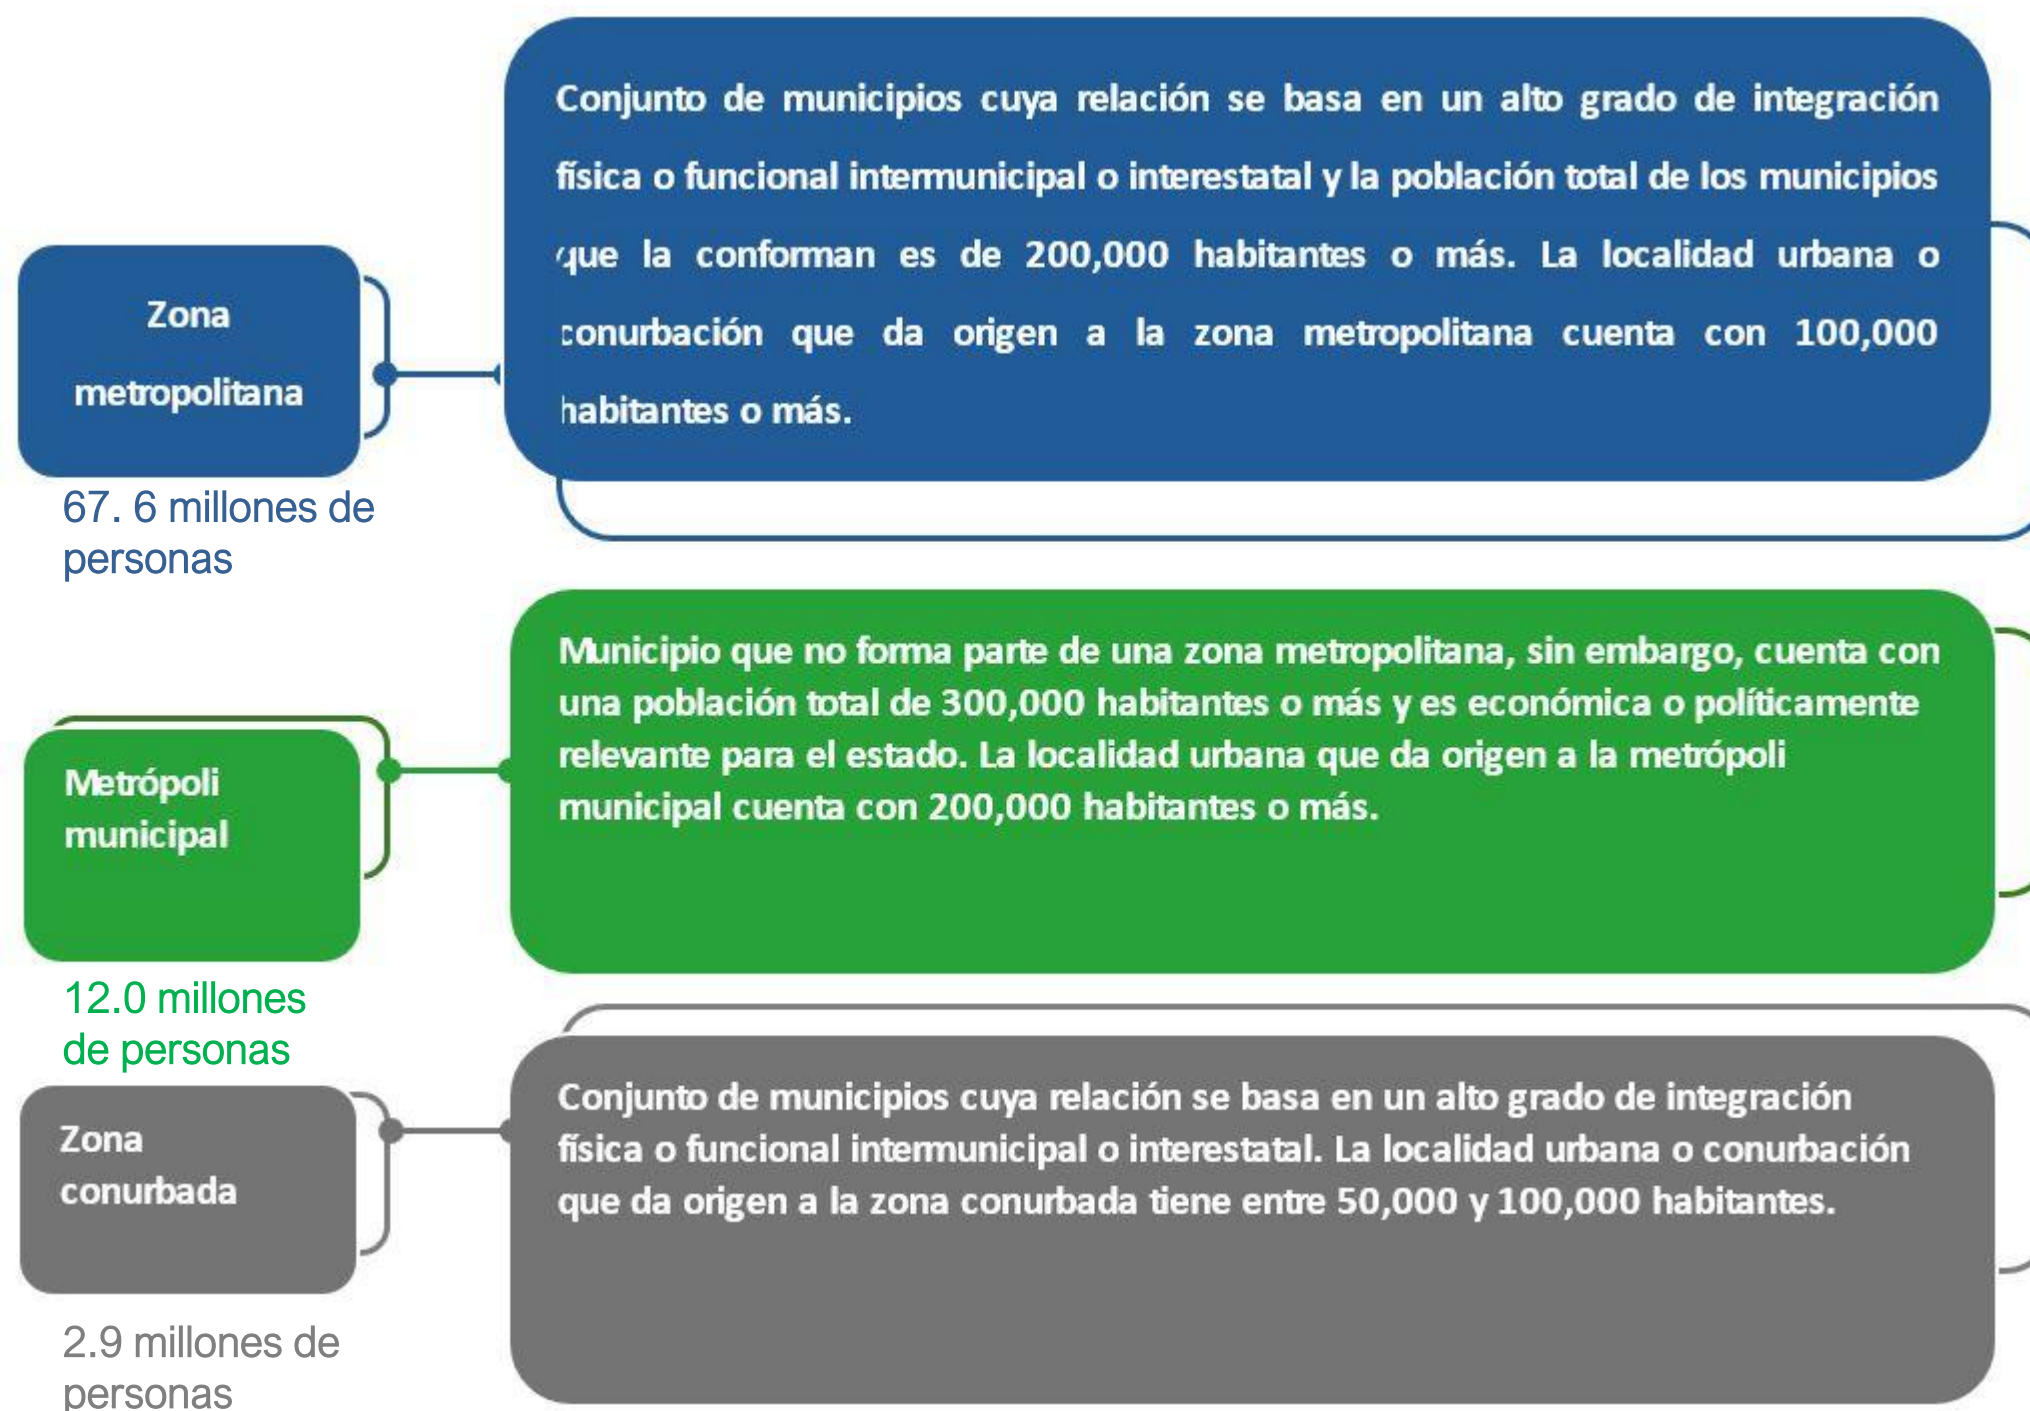 Zona
metropolitana
67. 6 millones de
personas
Conjunto de municipios cuya relación se basa en un alto grado de integración
física o funcional intermunicipal o interestatal y la población total de los municipios
que la conforman es de 200,000 habitantes o más. La localidad urbana o
conurbación que da origen a la zona metropolitana cuenta con 100,000
habitantes o más.
Metrópoli
municipal
12.0 millones
de personas
Municipio que no forma parte de una zona metropolitana, sin embargo, cuenta con
una población total de 300,000 habitantes o más y es económica o políticamente
relevante para el estado. La localidad urbana que da origen a la metrópoli
municipal cuenta con 200,000 habitantes o más.
Zona
conurbada
2.9 millones de
personas
Conjunto de municipios cuya relación se basa en un alto grado de integración
física o funcional intermunicipal o interestatal. La localidad urbana o conurbación
que da origen a la zona conurbada tiene entre 50,000 y 100,000 habitantes.